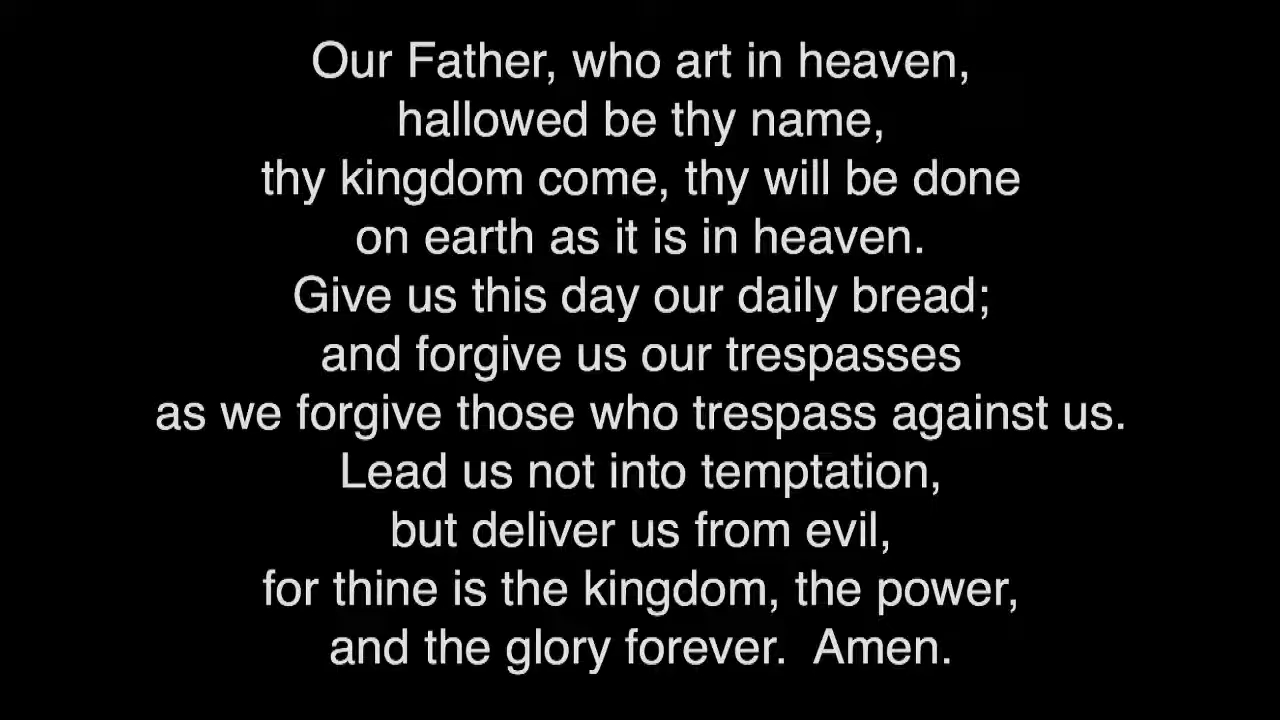 Our Father, who art in heaven,
hallowed be thy name,
thy kingdom come, thy will be done
on earth as it is in heaven.
Give us this day our daily bread;
and forgive us our trespasses
as we forgive those who trespass against us.
Lead us not into temptation,
but deliver us from evil,
for thine is the kingdom, the power,
and the glory forever.  Amen.